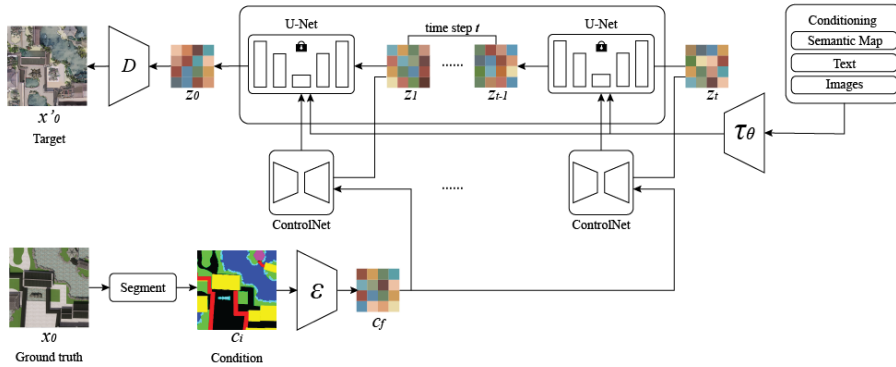 U-Net
time step t
U-Net
Conditioning
Semantic Map
Text
Images
D
......
z0
z1
zt-1
zt
x'0
Target
τθ
......
ControlNet
ControlNet
Segment
ε
x0
ci
cf
Ground truth
Condition